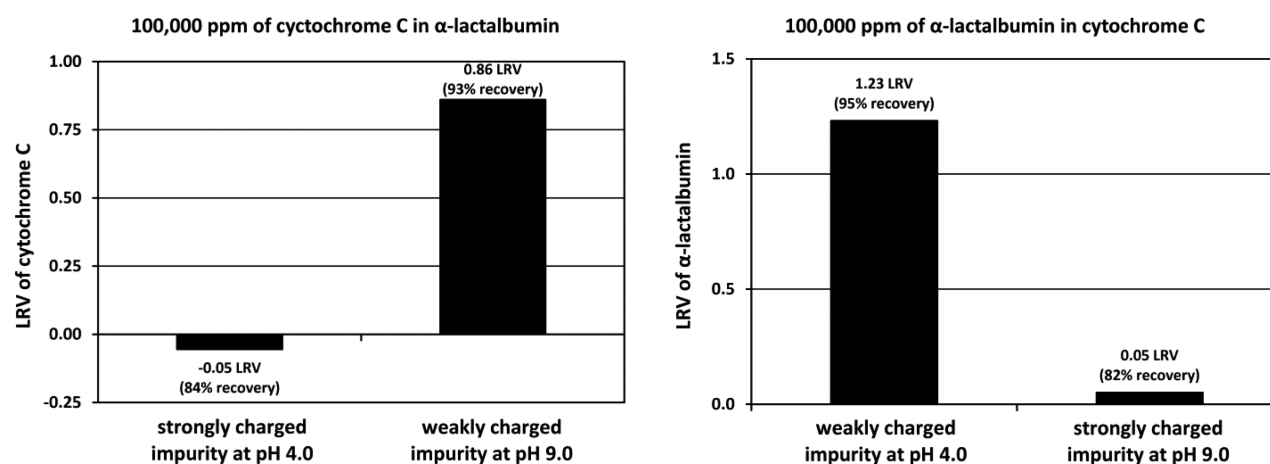 100,000 ppm of cyctochrome C in α-lactalbumin
LRV of cytochrome C
1.00
0.75
0.50
0.25
0.00
-0.25
0.86 LRV
(93% recovery)
-0.05 LRV
(84% recovery)
strongly charged
impurity at pH 4.0
weakly charged
impurity at pH 9.0
100,000 ppm of α-lactalbumin in cytochrome C
LRV of α-lactalbumin
1.5
1.0
0.5
0.0
1.23 LRV
(95% recovery)
0.05 LRV
(82% recovery)
weakly charged
impurity at pH 4.0
strongly charged
impurity at pH 9.0